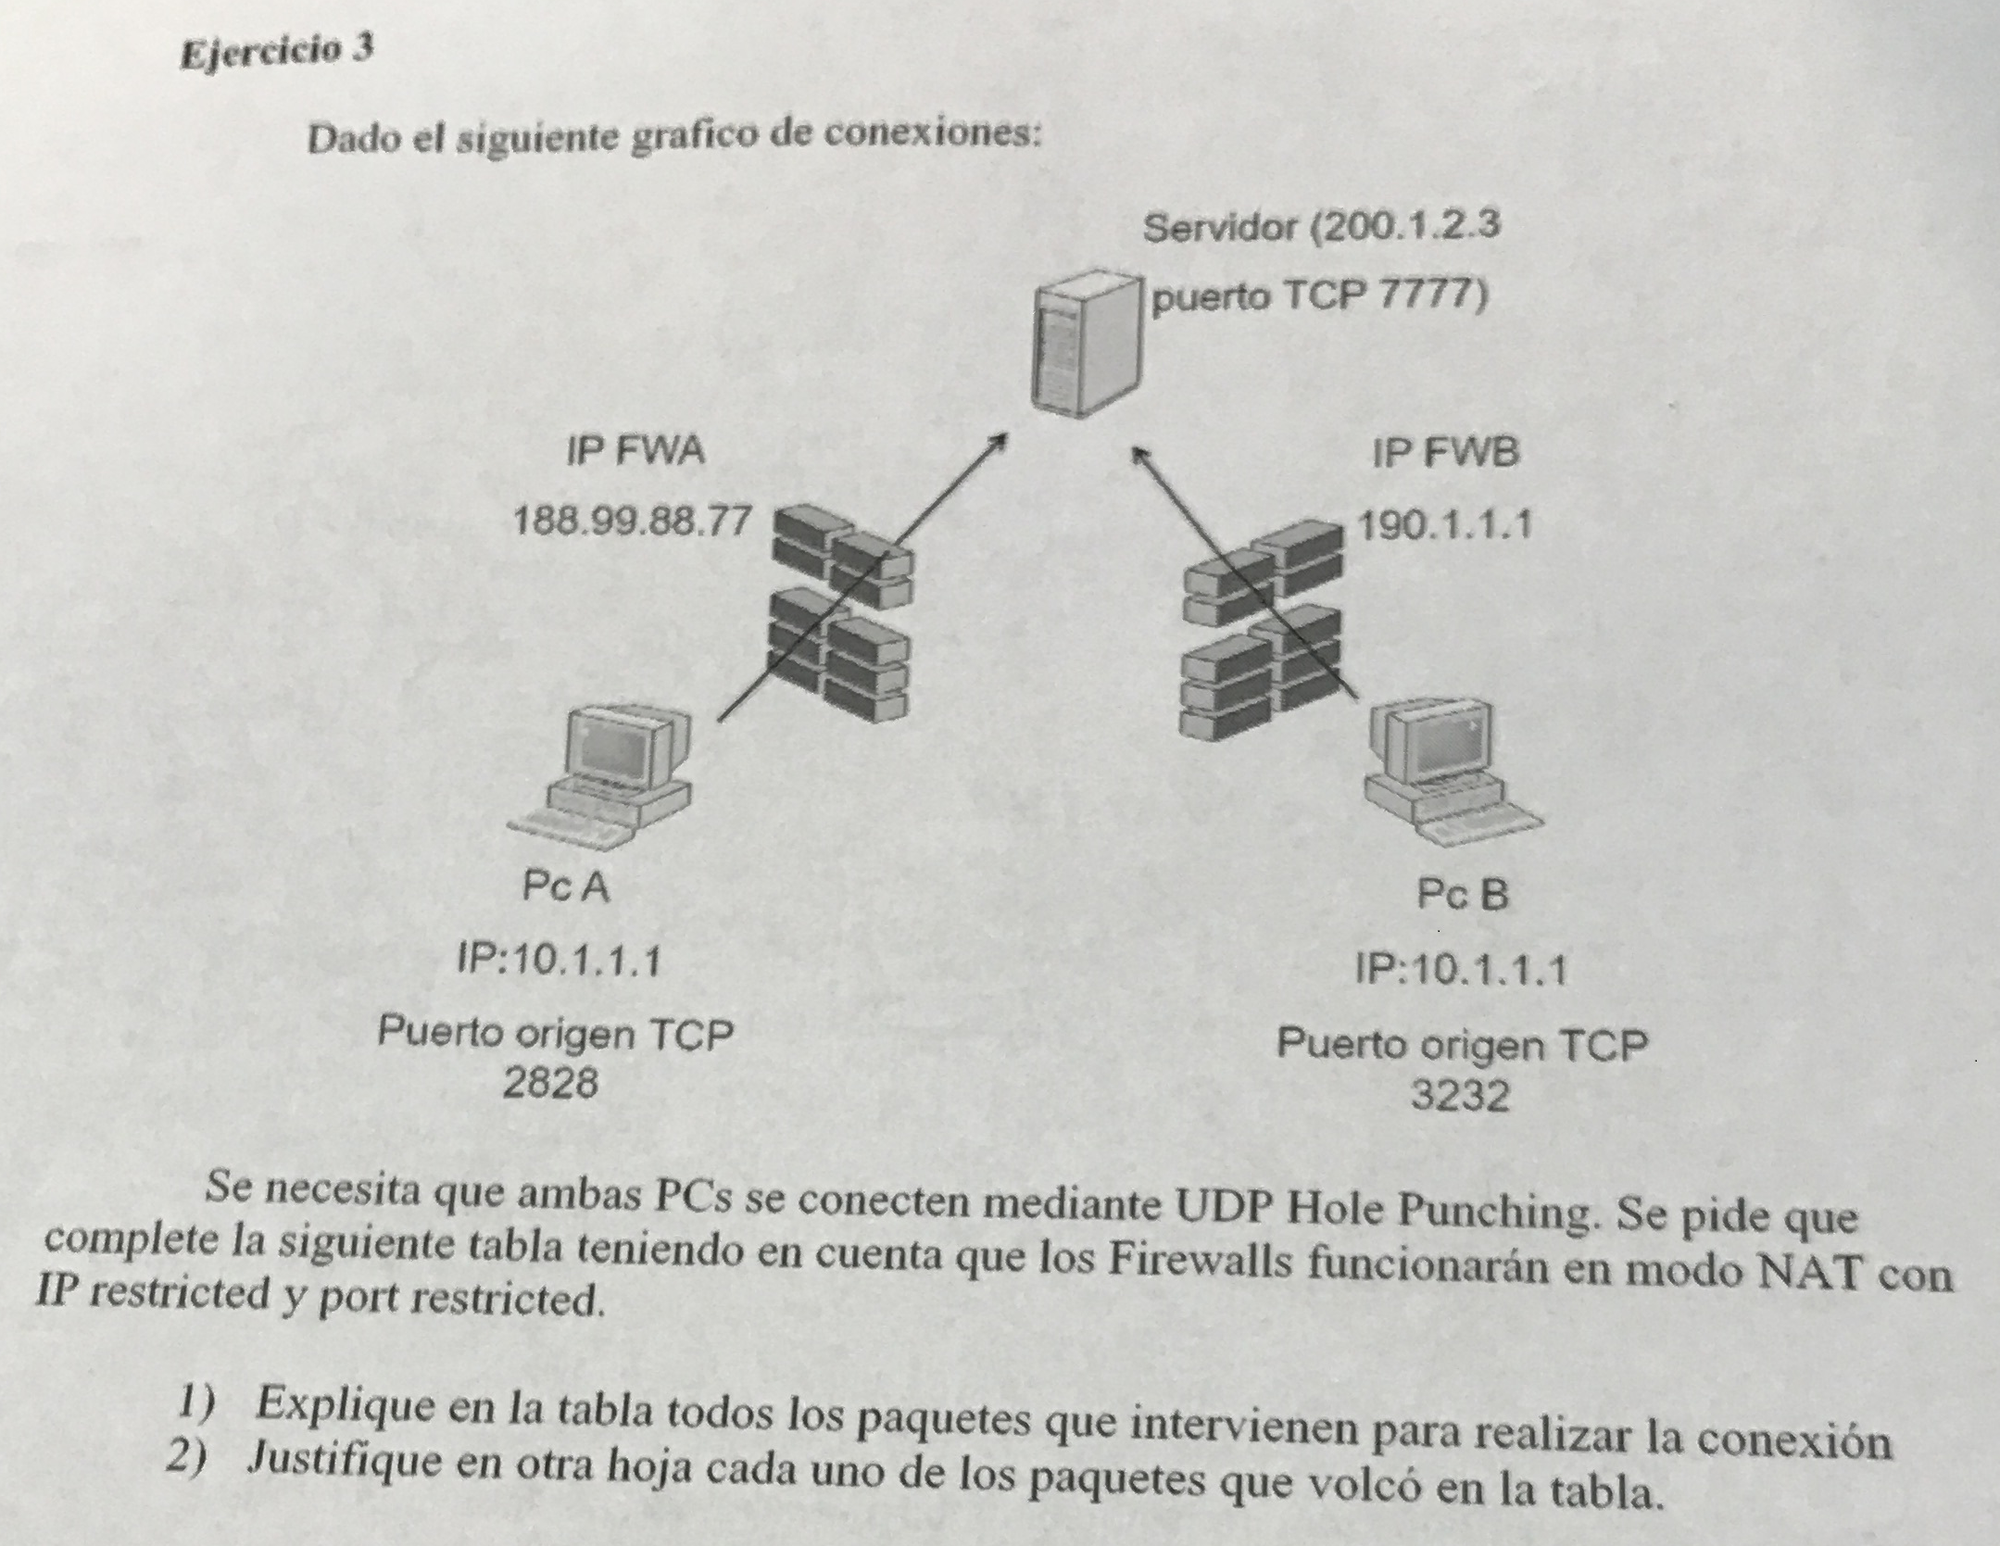 Ejercicio 3
Dado el siguiente grafico de conexiones:
Servidor (200.1.2.3
puerto TCP 7777)
IP FWA
188.99.88.77
IP FWB
190.1.1.1
Pc A
IP:10.1.1.1
Puerto origen TCP
2828
Pc B
IP:10.1.1.1
Puerto origen TCP
3232
Se necesita que ambas PCs se conecten mediante UDP Hole Punching. Se pide que
complete la siguiente tabla teniendo en cuenta que los Firewalls funcionarán en modo NAT con
IP restricted y port restricted.
1) Explique en la tabla todos los paquetes que intervienen para realizar la conexión
2) Justifique en otra hoja cada uno de los paquetes que volcó en la tabla.